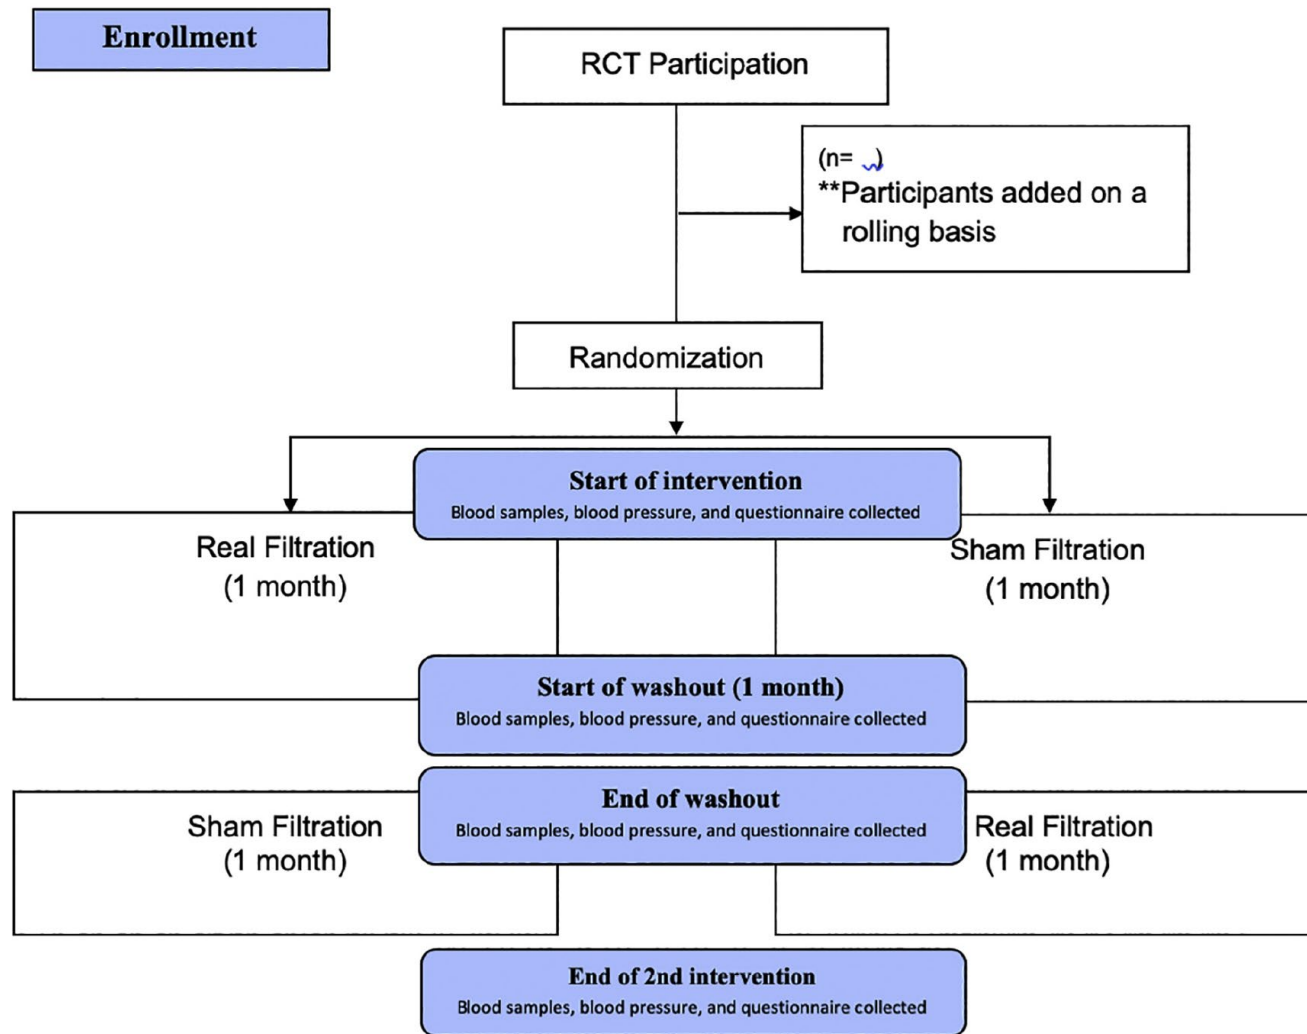 Enrollment
RCT Participation
(n= )
**Participants added on a
rolling basis
Randomization
Start of intervention
Blood samples, blood pressure, and questionnaire collected
Real Filtration
(1 month)
Sham Filtration
(1 month)
Start of washout (1 month)
Blood samples, blood pressure, and questionnaire collected
End of washout
Blood samples, blood pressure, and questionnaire collected
Sham Filtration
(1 month)
Real Filtration
(1 month)
End of 2nd intervention
Blood samples, blood pressure, and questionnaire collected